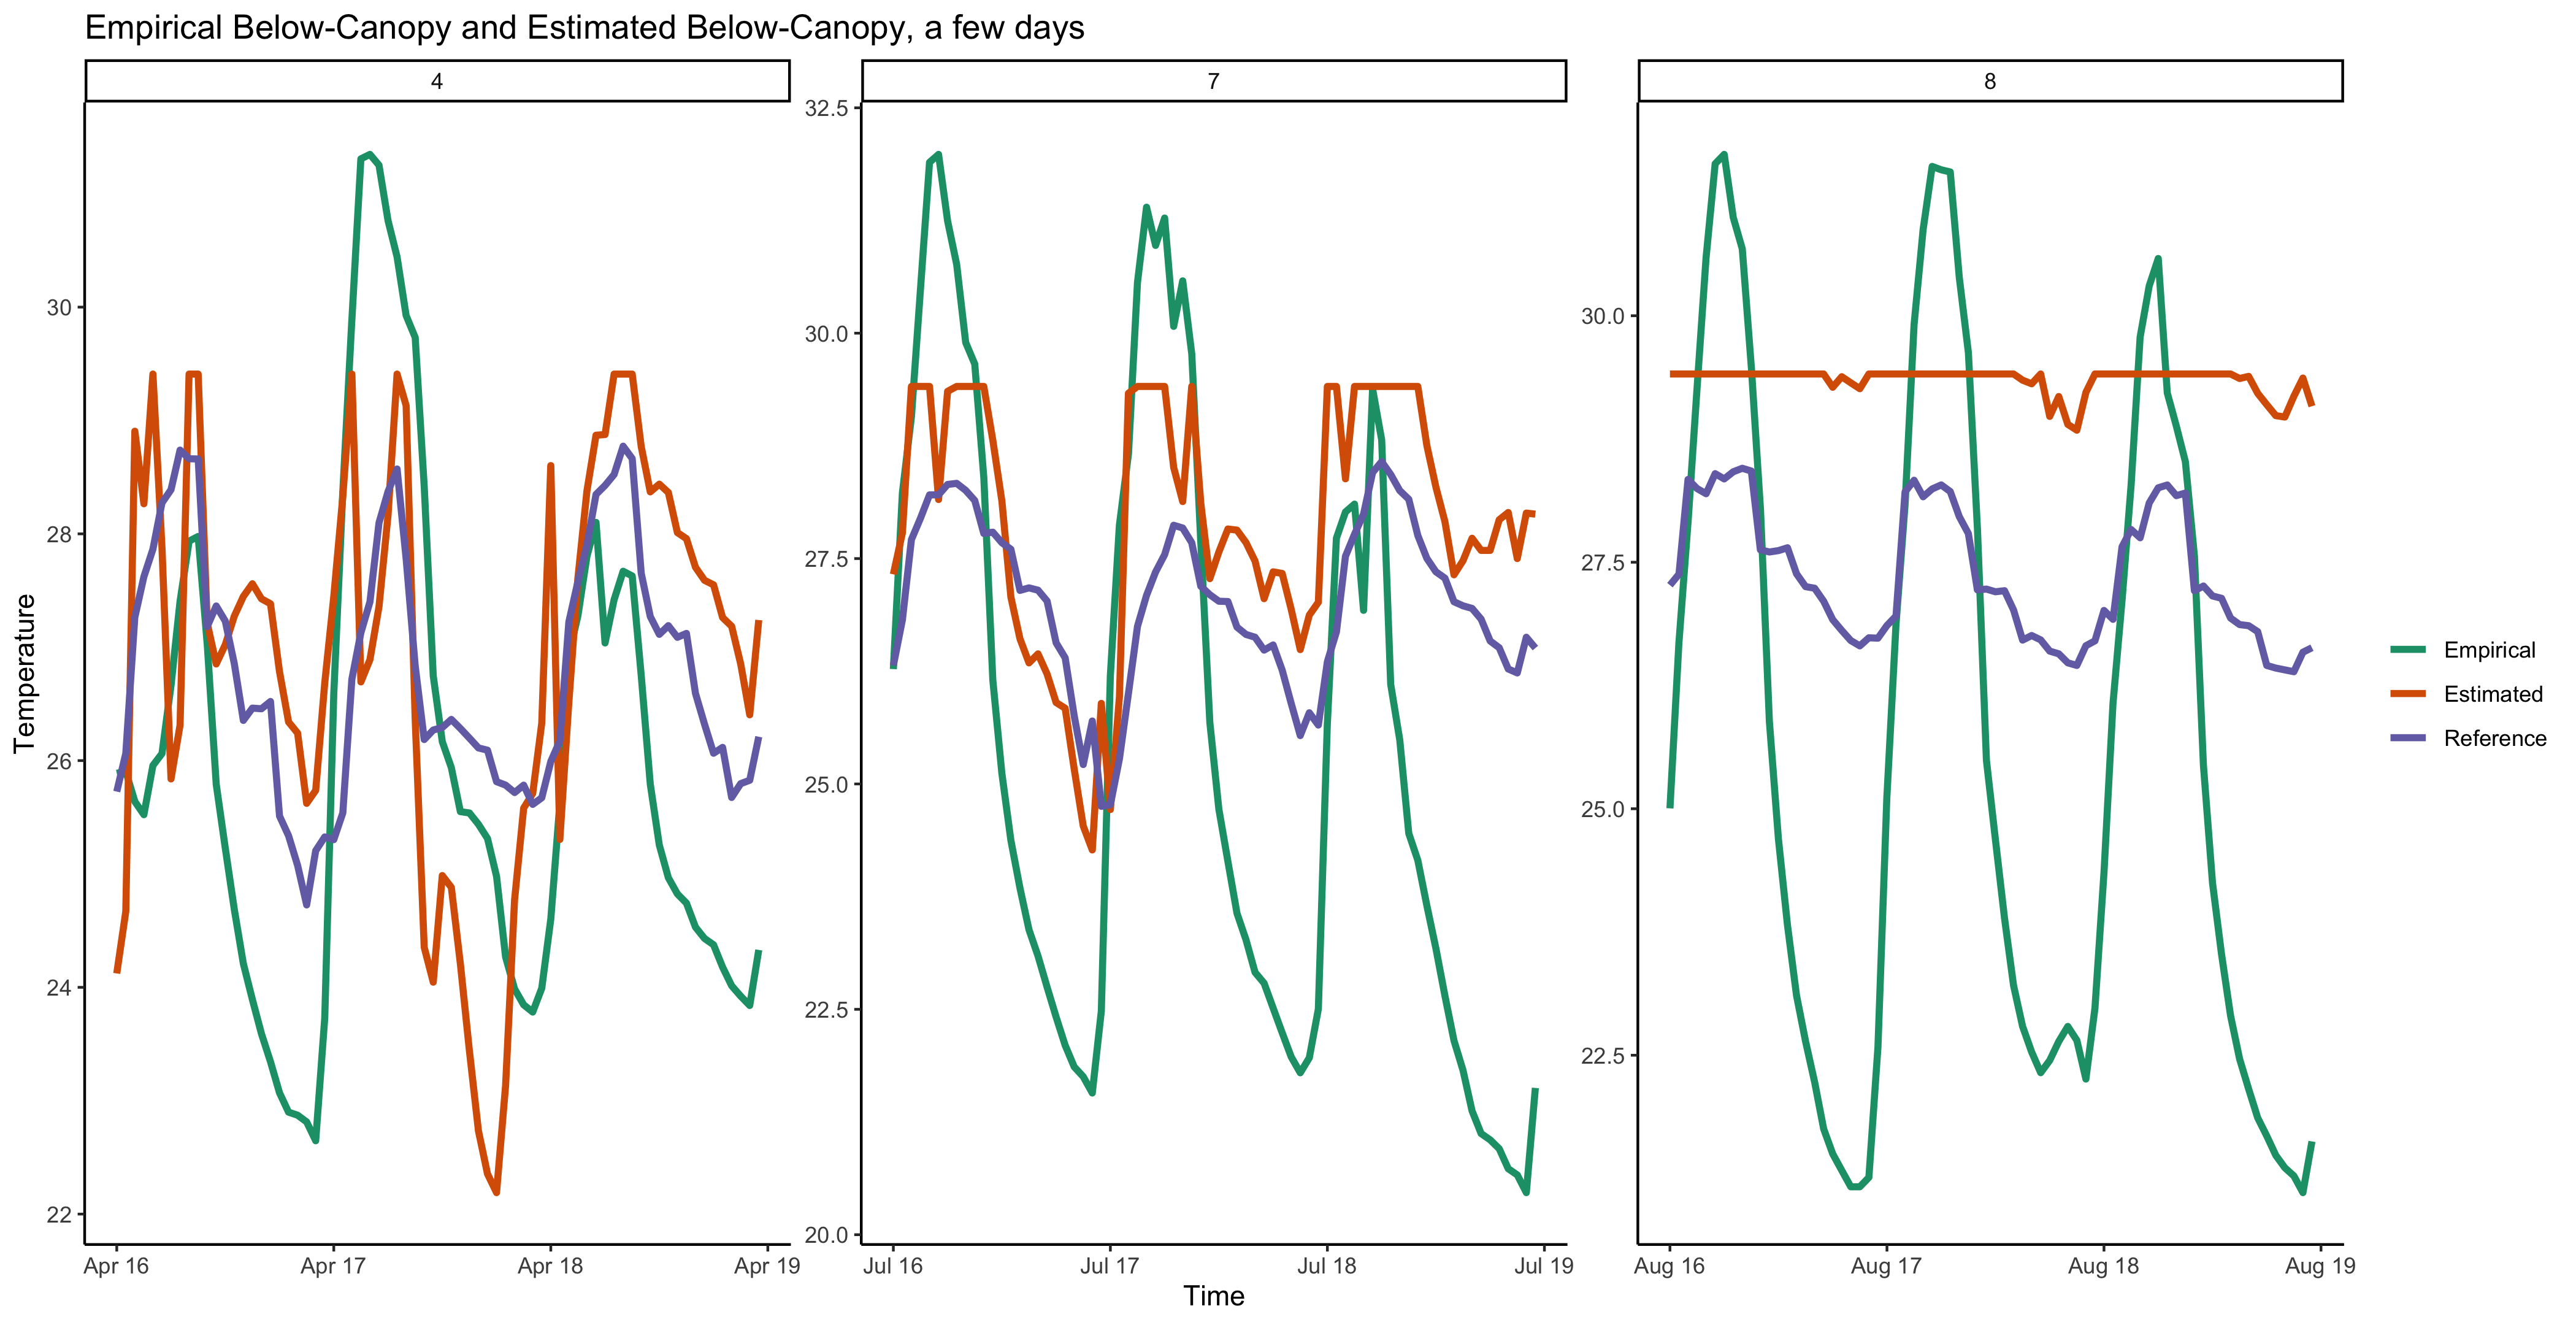 Empirical Below-Canopy and Estimated Below-Canopy, a few days
4
7
8
Temperature
30
28
26
24
22
32.5
30.0
27.5
25.0
22.5
20.0
30.0
27.5
25.0
22.5
Apr 16
Apr 17
Apr 18
Apr 19
Jul 16
Jul 17
Jul 18
Jul 19
Aug 16
Aug 17
Aug 18
Aug 19
Time
Empirical
Estimated
Reference